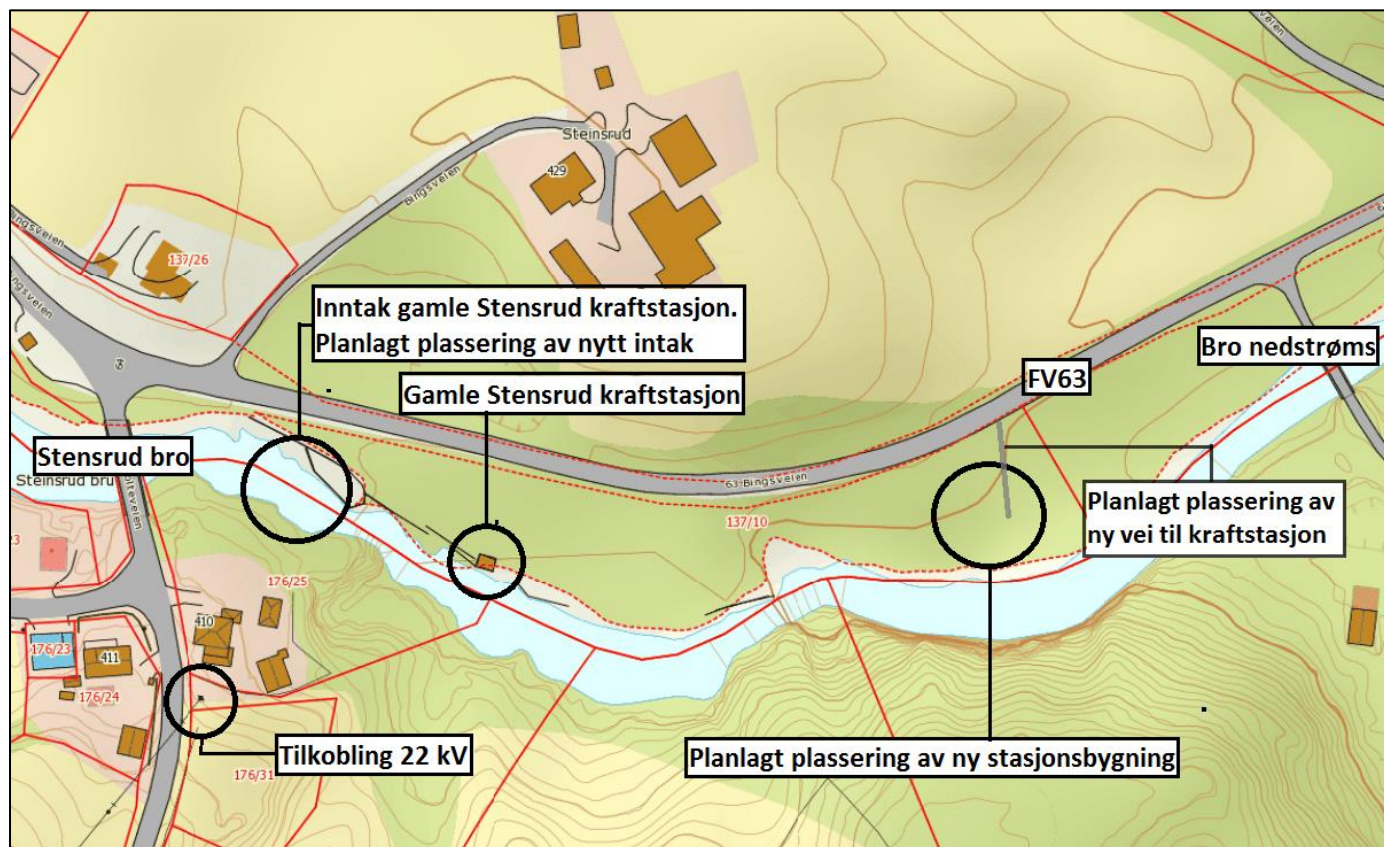 Steinsrud
429
Bingsveien
Bingsveien
137/26
Inntak gamle Stensrud kraftstasjon.
Planlagt plassering av nytt intak
Gamle Stensrud kraftstasjon
FV63
Bro nedstrøms
Stensrud bro
Steinsrud bru
63 Bingsveien
137/10
Planlagt plassering av
ny vei til kraftstasjon
176/25
410
411
176/23
176/24
Tilkobling 22 kV
176/31
Planlagt plassering av ny stasjonsbygning